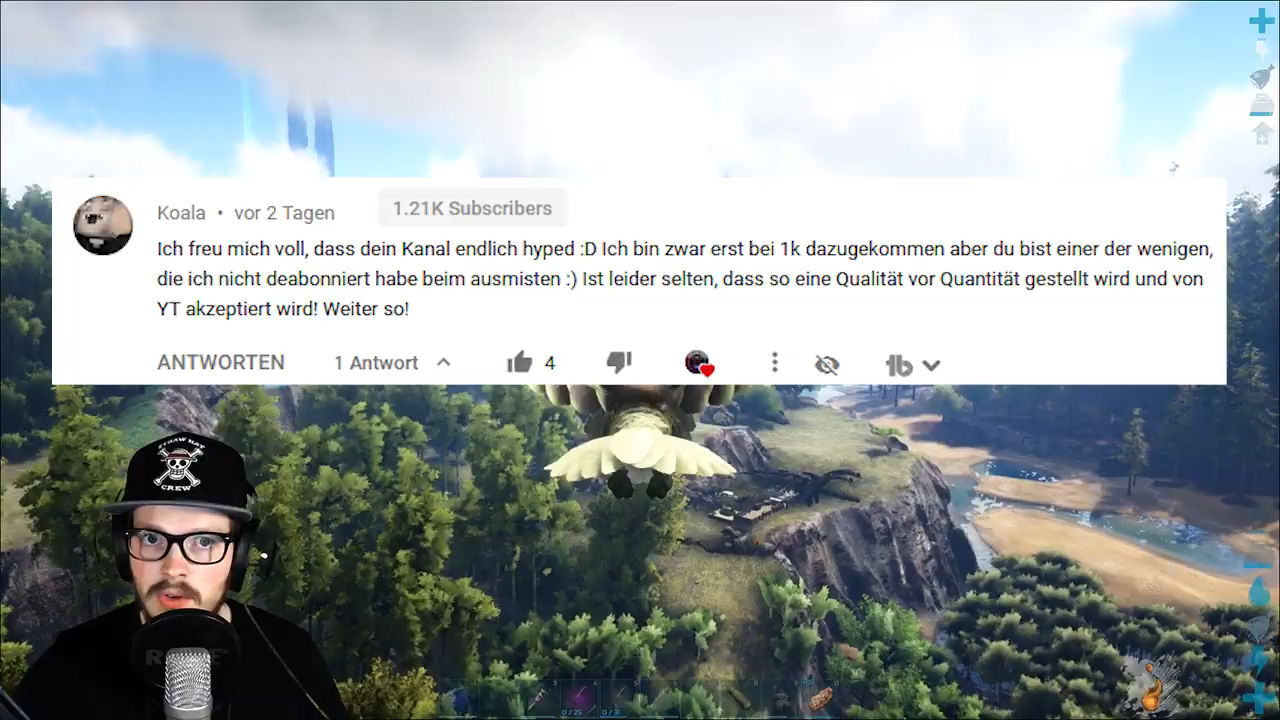 Koala • vor 2 Tagen
1.21K Subscribers
Ich freu mich voll, dass dein Kanal endlich hyped :D Ich bin zwar erst bei 1k dazugekommen aber du bist einer der wenigen,
die ich nicht deabonniert habe beim ausmisten :) Ist leider selten, dass so eine Qualität vor Quantität gestellt wird und von
YT akzeptiert wird! Weiter so!
ANTWORTEN 1 Antwort 4
STRAW HAT
CREW